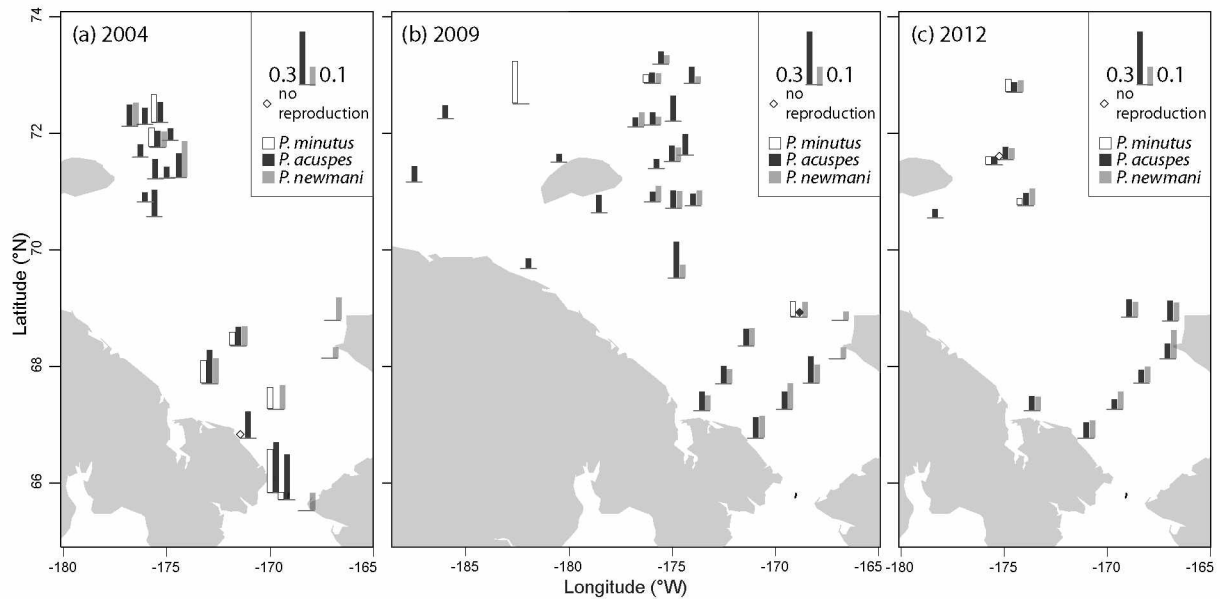 (a) 2004
0.3 0.1
no
reproduction
P. minutus
P. acuspes
P. newmani
(b) 2009
0.3 0.1
no
reproduction
P. minutus
P. acuspes
P. newmani
(c) 2012
0.3 0.1
no
reproduction
P. minutus
P. acuspes
P. newmani
Latitude (°N)
74
72
70
68
66
-180 -175 -170 -165
-185 -180 -175 -170 -165
-180 -175 -170 -165
Longitude (°W)